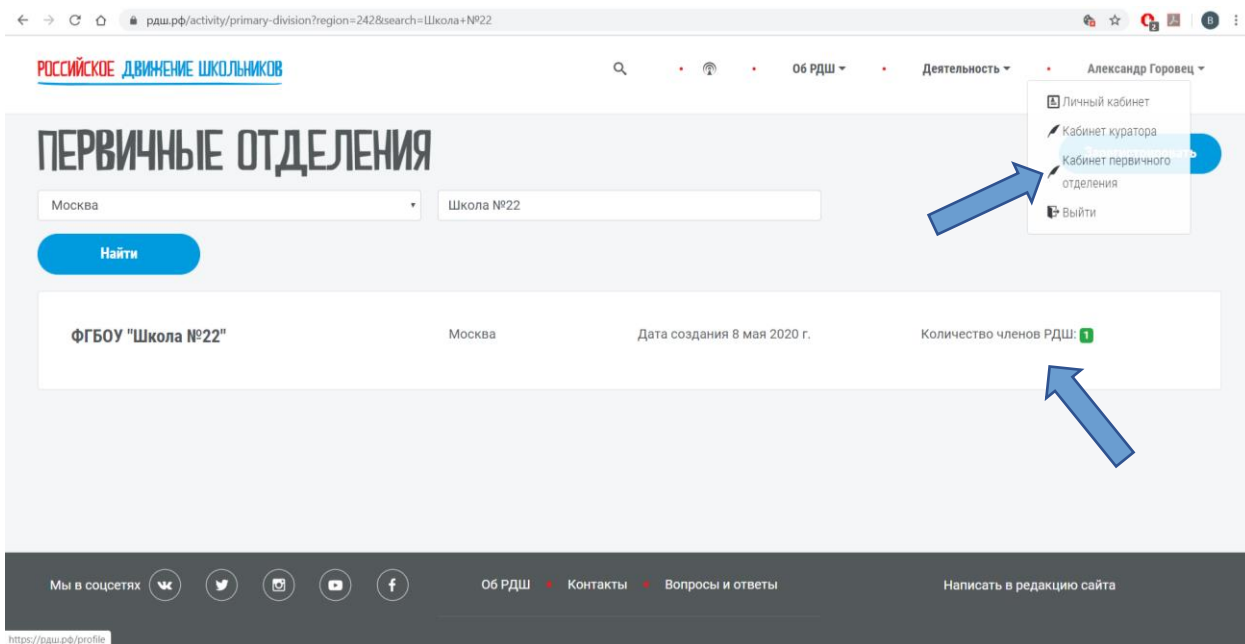 рдш.рф/activity/primary-division?region=242&search=Школа+№22
2
В
РОССИЙСКОЕ ДВИЖЕНИЕ ШКОЛЬНИКОВ
Об РДШ
Деятельность
Александр Горовец
Личный кабинет
Кабинет куратора
Кабинет первичного
отделения
Выйти
ПЕРВИЧНЫЕ ОТДЕЛЕНИЯ
Москва
Школа №22
Найти
ФГБОУ "Школа №22"
Москва
Дата создания 8 мая 2020 г.
Количество членов РДШ: 1
Мы в соцсетях
Об РДШ
Контакты
Вопросы и ответы
Написать в редакцию сайта
https://рдш.рф/profile